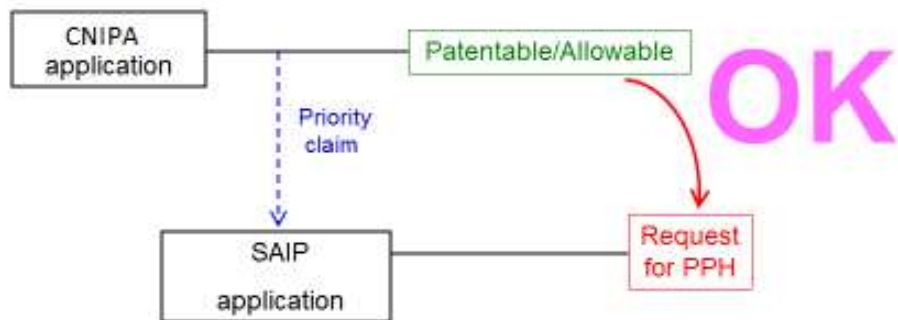 CNIPA
application
Patentable/Allowable
OK
Priority
claim
SAIP
application
Request
for PPH